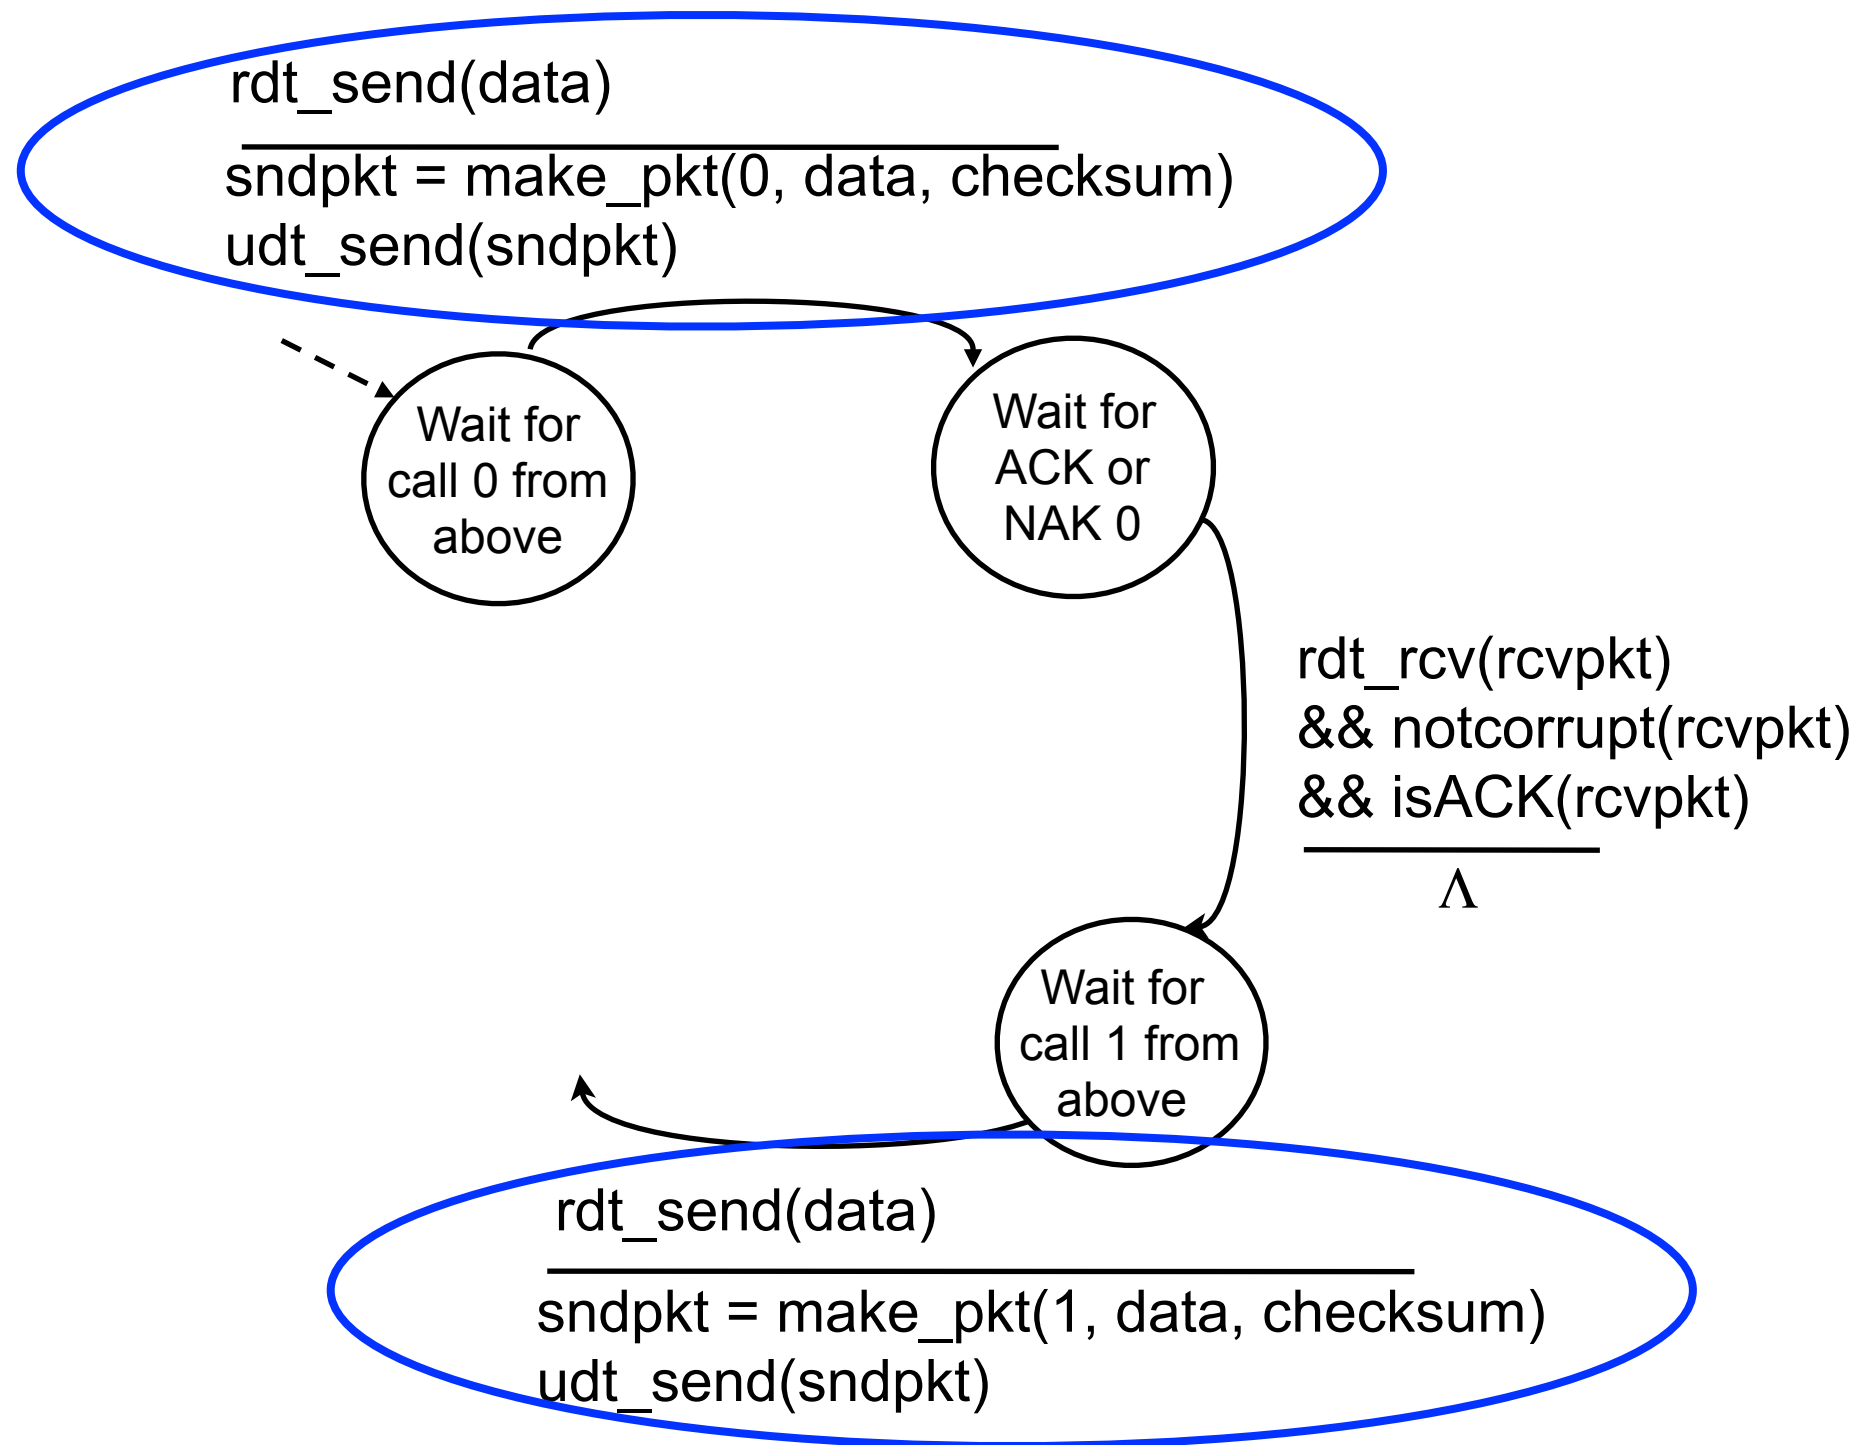 rdt_send(data)
sndpkt = make_pkt(0, data, checksum)
udt_send(sndpkt)
Wait for
call 0 from
above
Wait for
ACK or
NAK 0
rdt_rcv(rcvpkt)
&& notcorrupt(rcvpkt)
&& isACK(rcvpkt)
Λ
Wait for
call 1 from
above
rdt_send(data)
sndpkt = make_pkt(1, data, checksum)
udt_send(sndpkt)